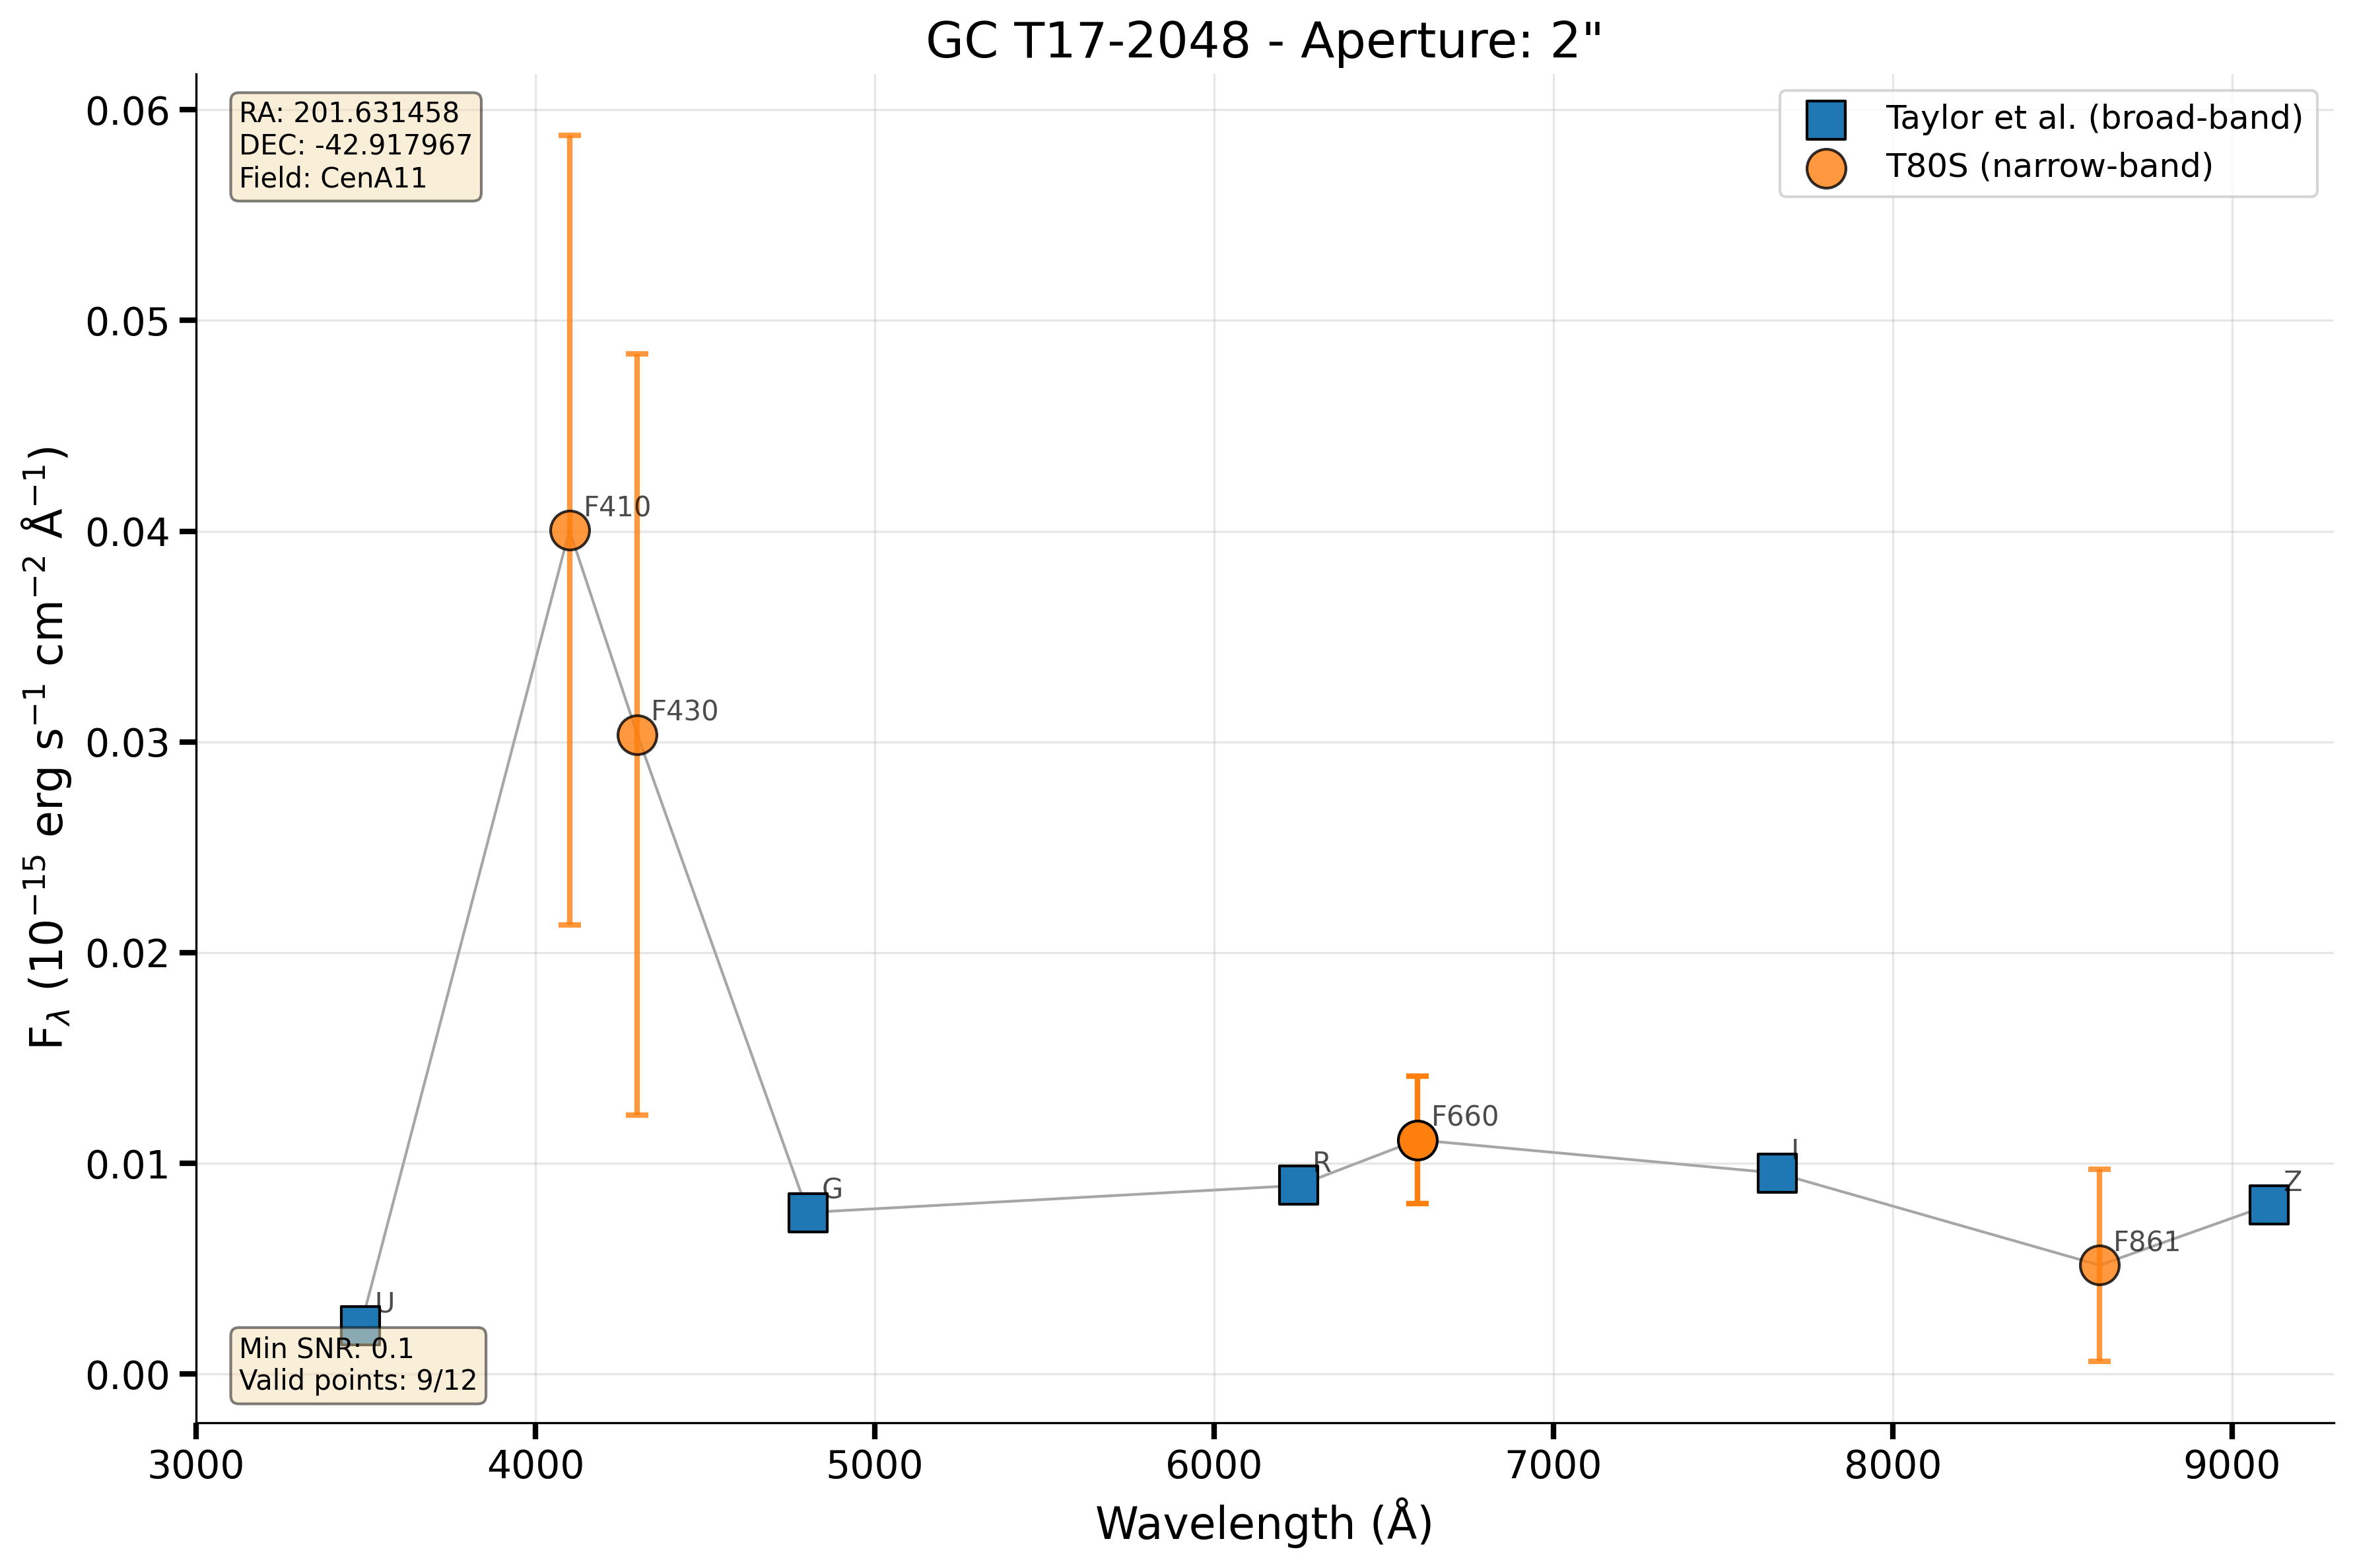 GC T17-2048 - Aperture: 2"
RA: 201.631458
DEC: -42.917967
Field: CenA11
Taylor et al. (broad-band)
T80S (narrow-band)
0.06
0.05
0.04
0.03
0.02
0.01
0.00
F_λ (10⁻¹⁵ erg s⁻¹ cm⁻² Å⁻¹)
F410
F430
F660
R
I
G
Z
F861
U
Min SNR: 0.1
Valid points: 9/12
3000 4000 5000 6000 7000 8000 9000
Wavelength (Å)